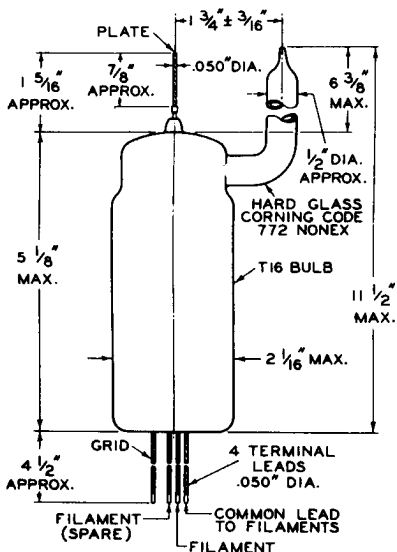 1 3/4" ± 3/16"
PLATE
7/8"
APPROX.
.050" DIA.
1 5/16"
APPROX.
6 3/8"
MAX.
1/2" DIA.
APPROX.
HARD GLASS
CORNING CODE
772 NONEX
5 1/8"
MAX.
T16 BULB
11 1/2"
MAX.
2 1/16" MAX.
GRID
4 1/2"
APPROX.
4 TERMINAL
LEADS
.050" DIA.
FILAMENT
(SPARE)
COMMON LEAD
TO FILAMENTS
FILAMENT